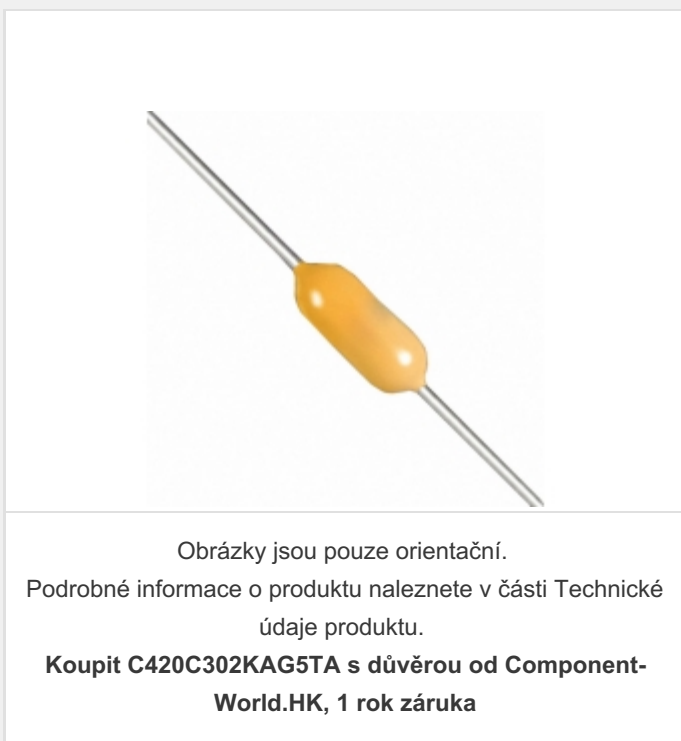 Obrázky jsou pouze orientační.
Podrobné informace o produktu naleznete v části Technické
údaje produktu.
Koupit C420C302KAG5TA s důvěrou od Component-
World.HK, 1 rok záruka